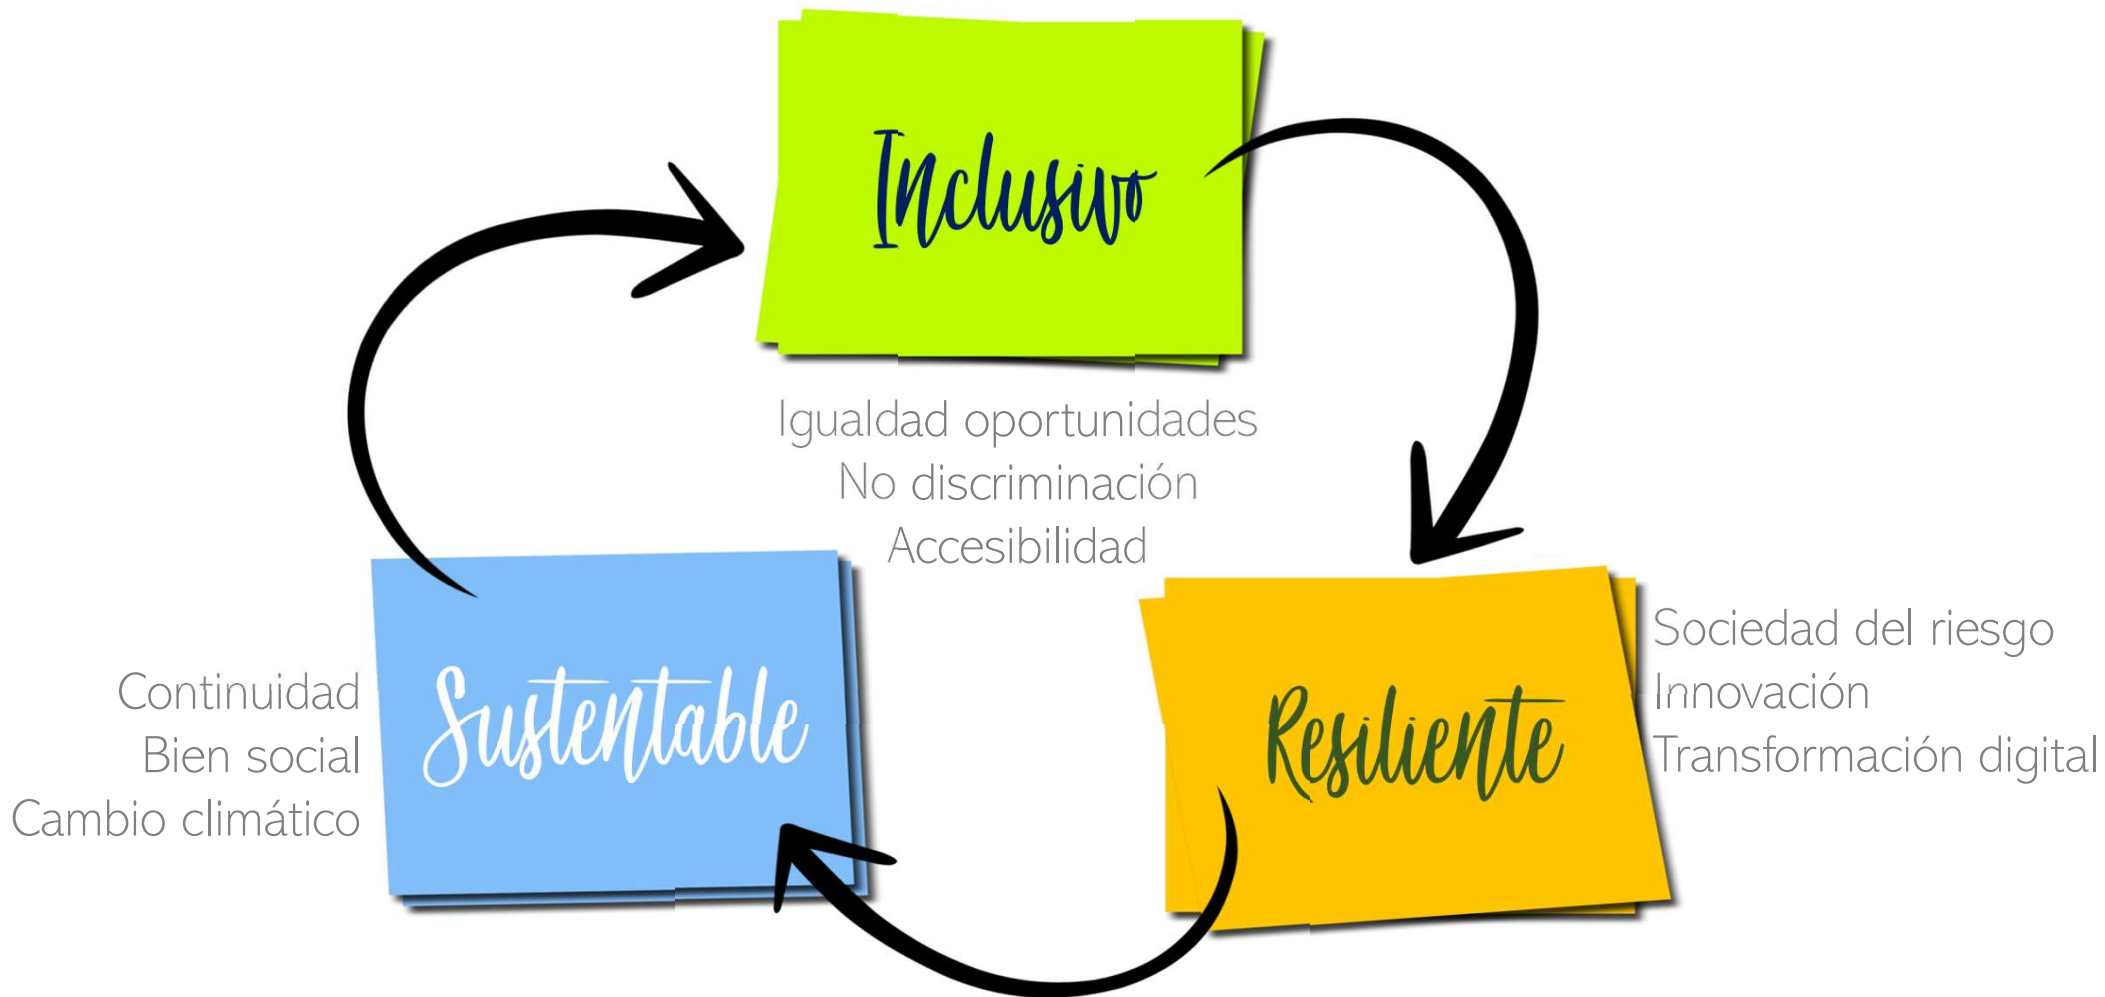 Inclusivo
Igualdad oportunidades
No discriminación
Accesibilidad
Resiliente
Sociedad del riesgo
Innovación
Transformación digital
Sustentable
Continuidad
Bien social
Cambio climático